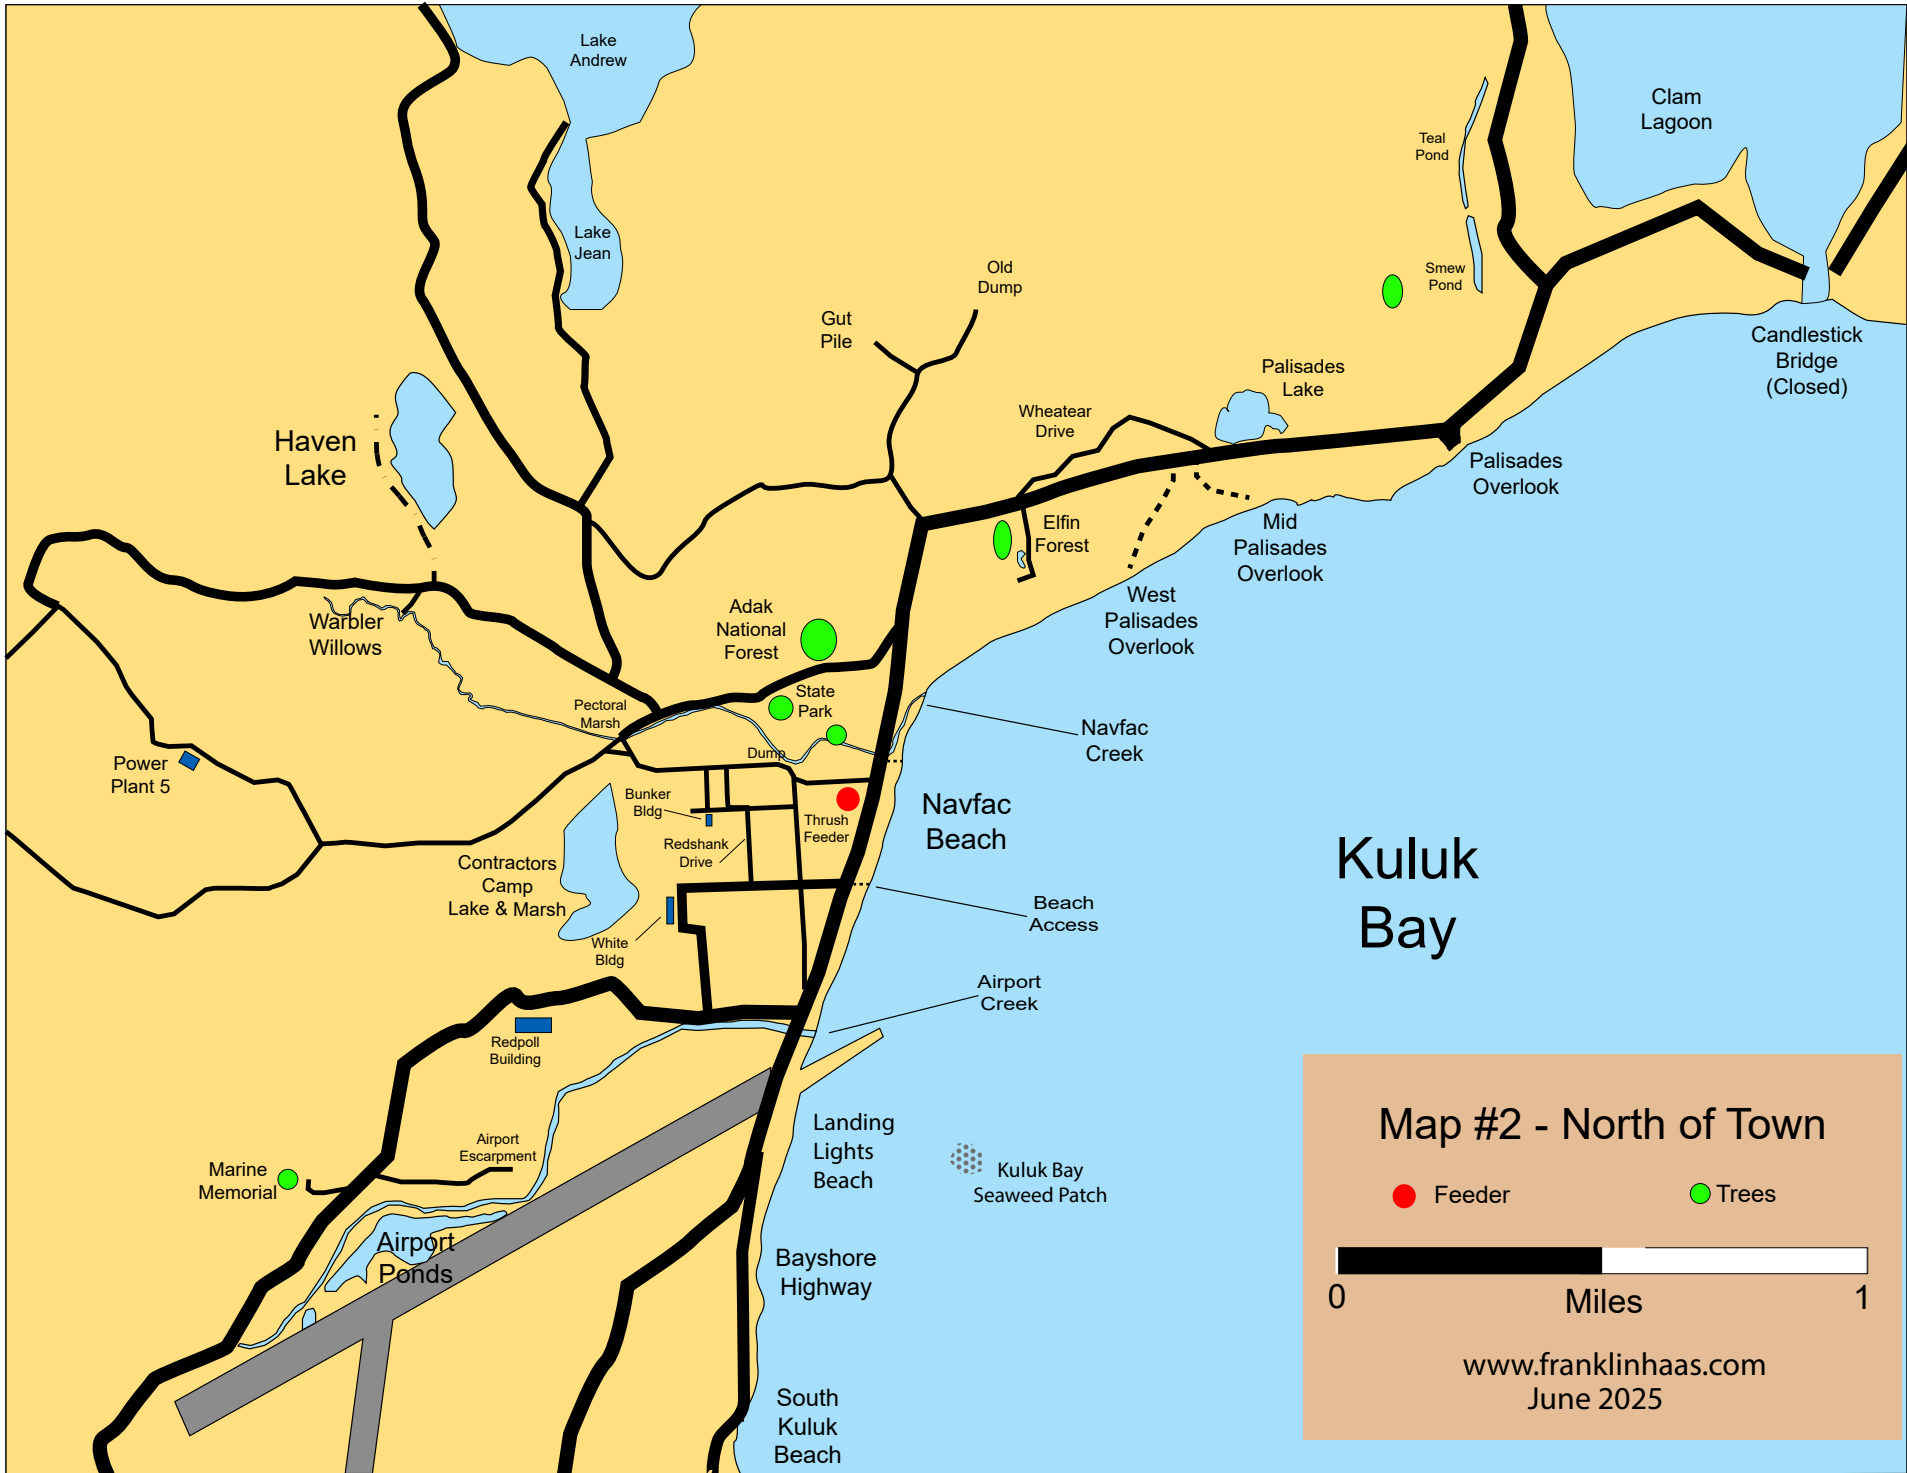 Lake
Andrew
Clam
Lagoon
Teal
Pond
Lake
Jean
Smew
Pond
Old
Dump
Gut
Pile
Candlestick
Bridge
(Closed)
Palisades
Lake
Wheatear
Drive
Haven
Lake
Palisades
Overlook
Elfin
Forest
Mid
Palisades
Overlook
West
Palisades
Overlook
Adak
National
Forest
Warbler
Willows
State
Park
Pectoral
Marsh
Navfac
Creek
Dump
Power
Plant 5
Bunker
Bldg
Thrush
Feeder
Navfac
Beach
Redshank
Drive
Contractors
Camp
Lake & Marsh
Kuluk
Bay
Beach
Access
White
Bldg
Airport
Creek
Redpoll
Building
Landing
Lights
Beach
Airport
Escarpment
Marine
Memorial
Kuluk Bay
Seaweed Patch
Airport
Ponds
Bayshore
Highway
South
Kuluk
Beach
Map #2 - North of Town
Feeder
Trees
0
Miles
1
www.franklinhaas.com
June 2025